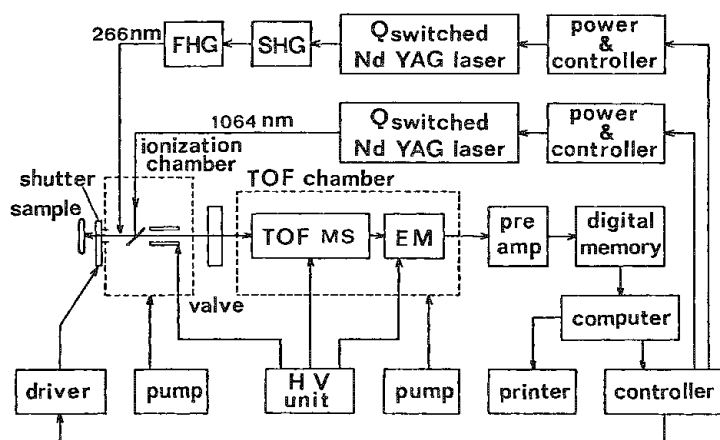 266nm
FHG
SHG
Qswitched
Nd YAG laser
power
&
controller
1064 nm
Qswitched
Nd YAG laser
power
&
controller
ionization
chamber
shutter
sample
TOF chamber
TOF MS
EM
pre
amp
digital
memory
valve
computer
driver
pump
H V
unit
pump
printer
controller